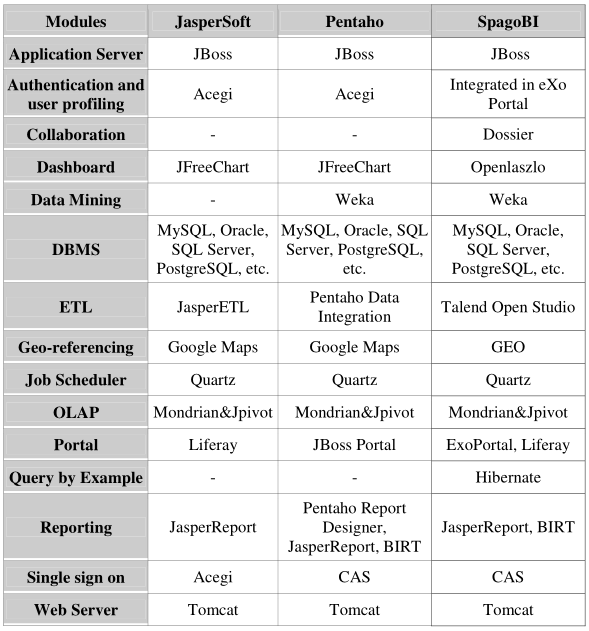 Modules JasperSoft Pentaho SpagoBI
Application Server JBoss JBoss JBoss
Authentication and user profiling Acegi Acegi Integrated in eXo Portal
Collaboration - - Dossier
Dashboard JFreeChart JFreeChart Openlaszlo
Data Mining - Weka Weka
DBMS MySQL, Oracle, SQL Server, PostgreSQL, etc. MySQL, Oracle, SQL Server, PostgreSQL, etc. MySQL, Oracle, SQL Server, PostgreSQL, etc.
ETL JasperETL Pentaho Data Integration Talend Open Studio
Geo-referencing Google Maps Google Maps GEO
Job Scheduler Quartz Quartz Quartz
OLAP Mondrian&Jpivot Mondrian&Jpivot Mondrian&Jpivot
Portal Liferay JBoss Portal ExoPortal, Liferay
Query by Example - - Hibernate
Reporting JasperReport Pentaho Report Designer, JasperReport, BIRT JasperReport, BIRT
Single sign on Acegi CAS CAS
Web Server Tomcat Tomcat Tomcat